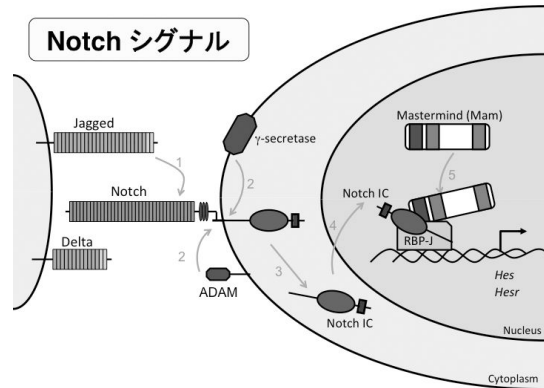 Notch シグナル
Jagged
1
Notch
Delta
2
ADAM
γ-secretase
2
3
Notch IC
4
Mastermind (Mam)
5
Notch IC
RBP-J
Hes
Hesr
Nucleus
Cytoplasm